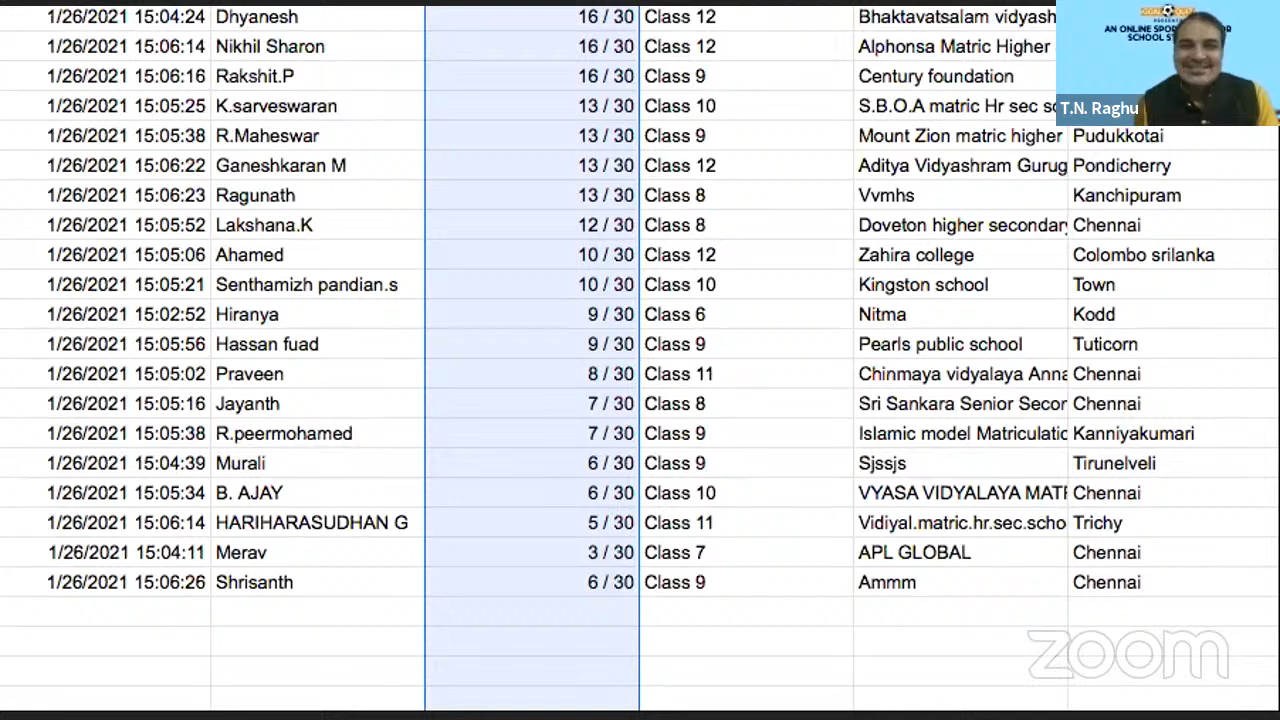 1/26/2021 15:04:24 Dhyanesh 16 / 30 Class 12 Bhaktavatsalam vidyash
1/26/2021 15:06:14 Nikhil Sharon 16 / 30 Class 12 Alphonsa Matric Higher
1/26/2021 15:06:16 Rakshit.P 16 / 30 Class 9 Century foundation
1/26/2021 15:05:25 K.sarveswaran 13 / 30 Class 10 S.B.O.A matric Hr sec
1/26/2021 15:05:38 R.Maheswar 13 / 30 Class 9 Mount Zion matric higher Pudukkotai
1/26/2021 15:06:22 Ganeshkaran M 13 / 30 Class 12 Aditya Vidyashram Gurug Pondicherry
1/26/2021 15:06:23 Ragunath 13 / 30 Class 8 Vvmhs Kanchipuram
1/26/2021 15:05:52 Lakshana.K 12 / 30 Class 8 Doveton higher secondary Chennai
1/26/2021 15:05:06 Ahamed 10 / 30 Class 12 Zahira college Colombo srilanka
1/26/2021 15:05:21 Senthamizh pandian.s 10 / 30 Class 10 Kingston school Town
1/26/2021 15:02:52 Hiranya 9 / 30 Class 6 Nitma Kodd
1/26/2021 15:05:56 Hassan fuad 9 / 30 Class 9 Pearls public school Tuticorn
1/26/2021 15:05:02 Praveen 8 / 30 Class 11 Chinmaya vidyalaya Anna Chennai
1/26/2021 15:05:16 Jayanth 7 / 30 Class 8 Sri Sankara Senior Secor Chennai
1/26/2021 15:05:38 R.peermohamed 7 / 30 Class 9 Islamic model Matriculatic Kanniyakumari
1/26/2021 15:04:39 Murali 6 / 30 Class 9 Sjssjs Tirunelveli
1/26/2021 15:05:34 B. AJAY 6 / 30 Class 10 VYASA VIDYALAYA MATR Chennai
1/26/2021 15:06:14 HARIHARASUDHAN G 5 / 30 Class 11 Vidiyal.matric.hr.sec.scho Trichy
1/26/2021 15:04:11 Merav 3 / 30 Class 7 APL GLOBAL Chennai
1/26/2021 15:06:26 Shrisanth 6 / 30 Class 9 Ammm Chennai
AN ONLINE
SCHOOL
T.N. Raghu
zoom